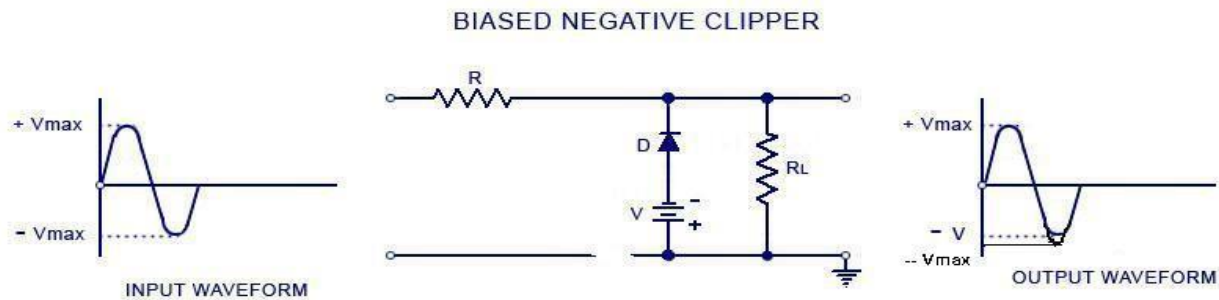 BIASED NEGATIVE CLIPPER
+ Vmax
- Vmax
INPUT WAVEFORM
R
D
V
-
+
RL
+ Vmax
- V
-- Vmax
OUTPUT WAVEFORM